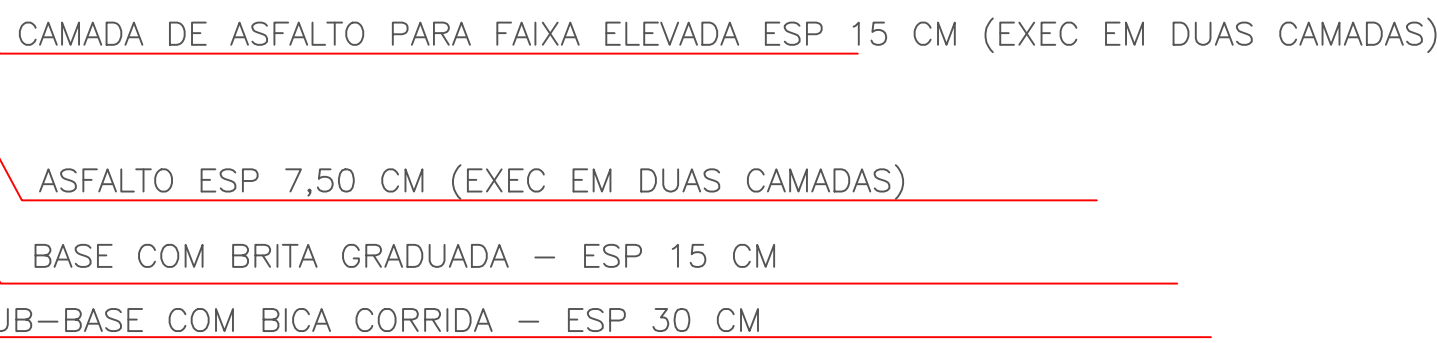 CAMADA DE ASFALTO PARA FAIXA ELEVADA ESP 15 CM (EXEC EM DUAS CAMADAS)
ASFALTO ESP 7,50 CM (EXEC EM DUAS CAMADAS)
BASE COM BRITA GRADUADA – ESP 15 CM
UB–BASE COM BICA CORRIDA – ESP 30 CM